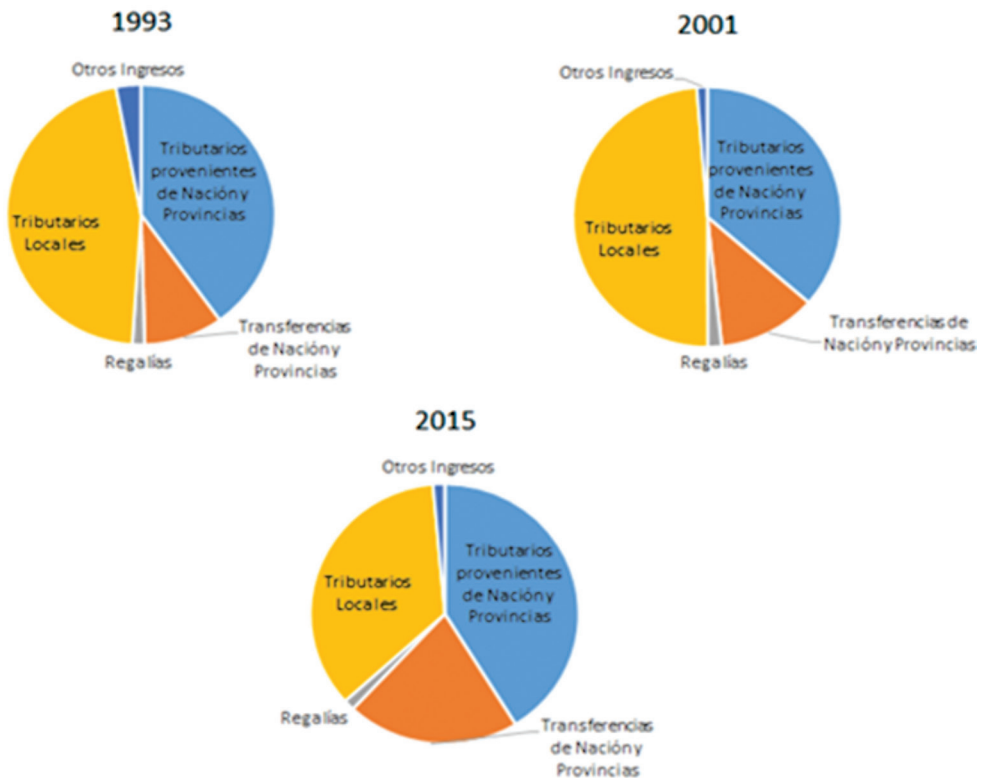 1993
Otros Ingresos
Tributarios
provenientes
de Nación y
Provincias
Tributarios
Locales
Transferencias
de Nación y
Provincias
Regalías
2001
Otros Ingresos
Tributarios
provenientes
de Nación y
Provincias
Tributarios
Locales
Transferencias de
Nación y Provincias
Regalías
2015
Otros Ingresos
Tributarios
provenientes
de Nación y
Provincias
Tributarios
Locales
Regalías
Transferencias
de Nación y
Provincias